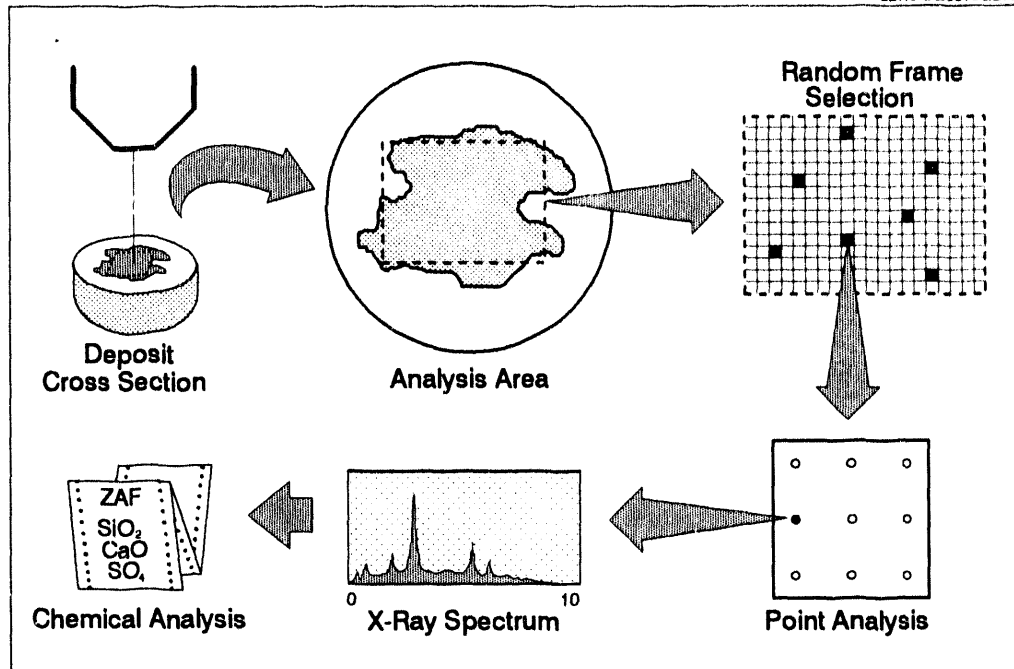 Random Frame
Selection
Deposit
Cross Section
Analysis Area
ZAF
SiO₂
CaO
SO₄
Chemical Analysis
0 10
X-Ray Spectrum
Point Analysis